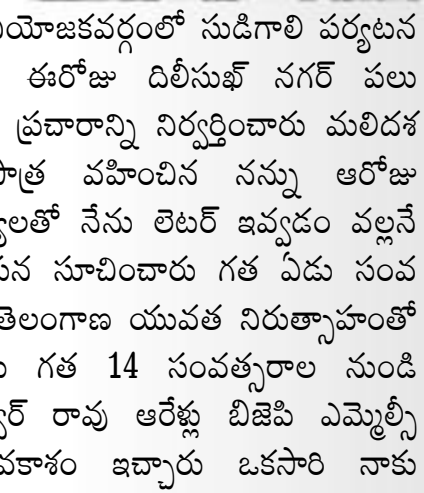 యోజకవర్గంలో సుడిగాలి పర్యటన
ఈరోజు దిలీసుఖ్ నగర్ పలు
ప్రచారాన్ని నిర్వర్తించారు మలిదశ
పాత్ర వహించిన నన్ను ఆరోజు
లతో నేను లెటర్ ఇవ్వడం వల్లనే
సూచించారు గత ఏడు సంవ
తెలంగాణ యువత నిరుత్సాహంతో
గత 14 సంవత్సరాల నుండి
రావు ఆరేళ్లు బిజెపి ఎమ్మెల్సీ
వకాశం ఇచ్చారు ఒకసారి నాకు